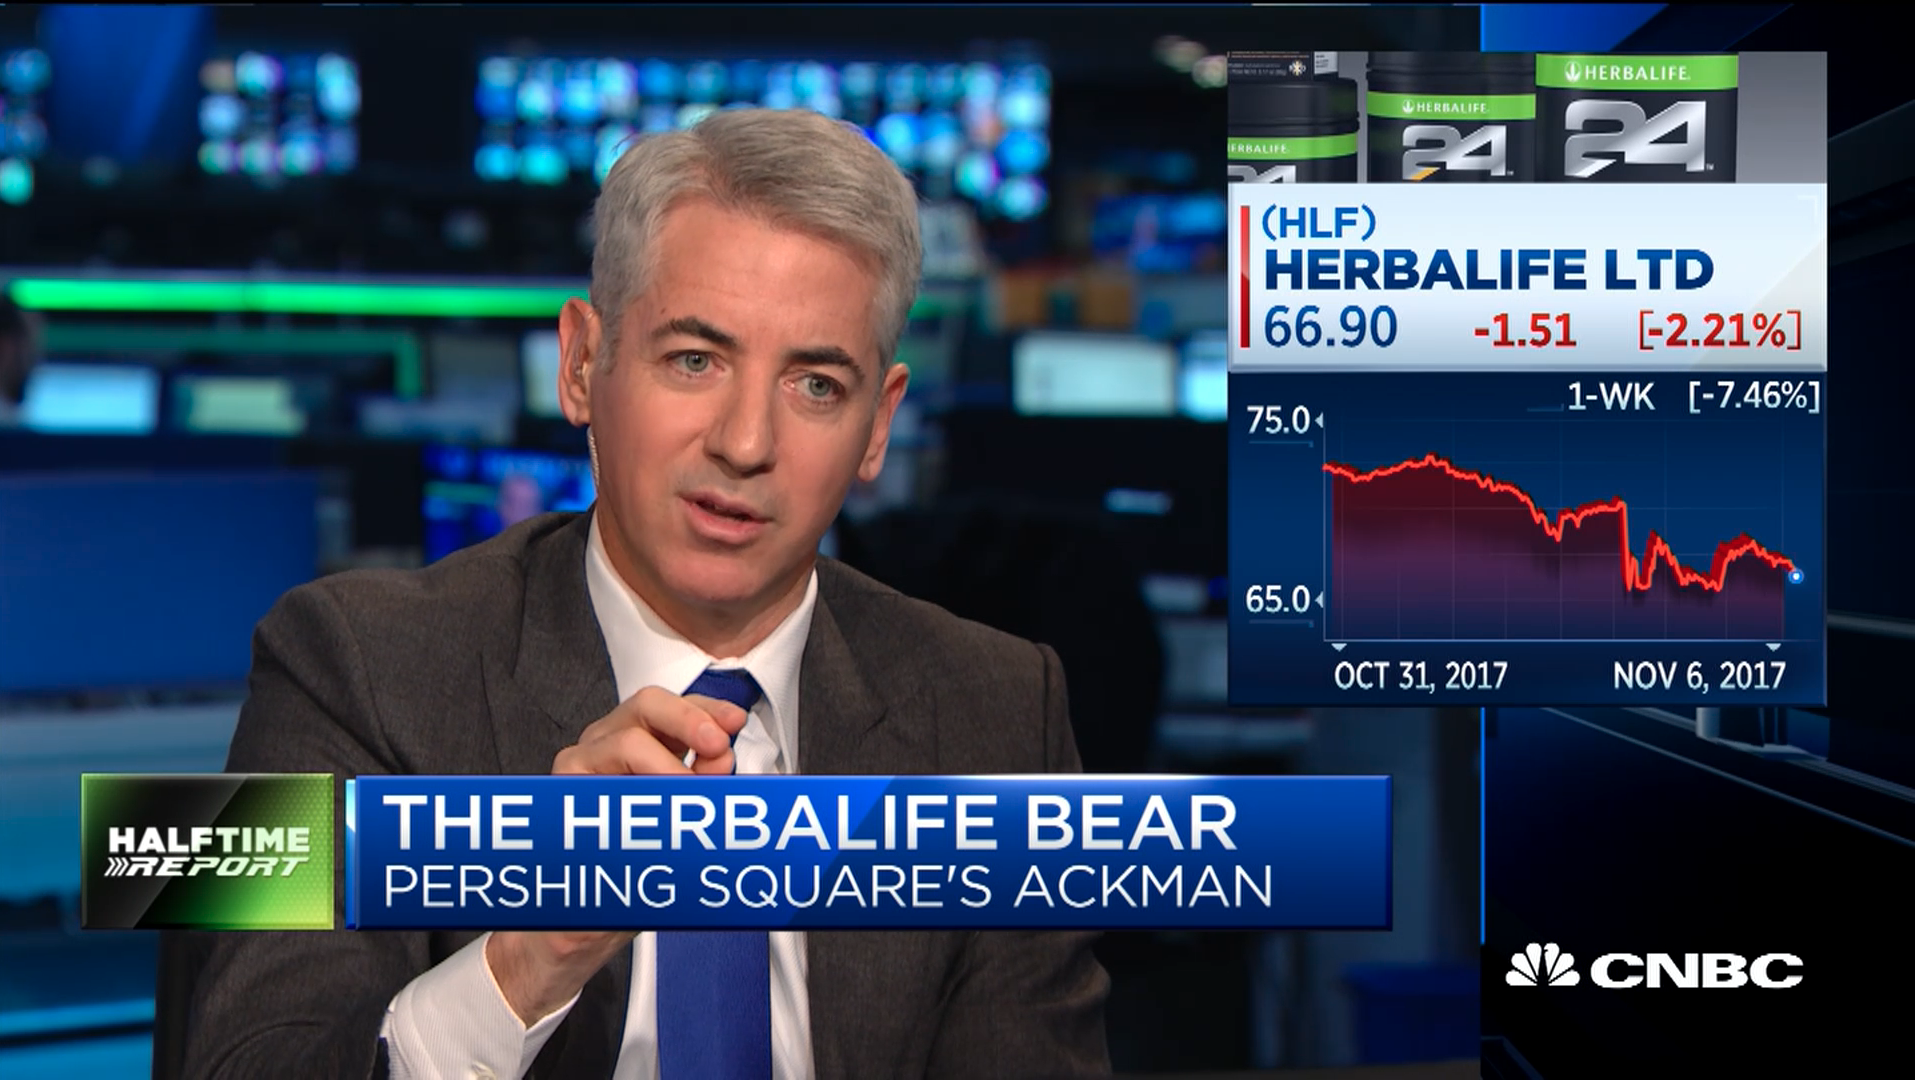 HERBALIFE
24
HERBALIFE
24
HERBALIFE
24
(HLF)
HERBALIFE LTD
66.90 -1.51 [-2.21%]
1-WK [-7.46%]
75.0
65.0
OCT 31, 2017 NOV 6, 2017
HALFTIME
REPORT
THE HERBALIFE BEAR
PERSHING SQUARE'S ACKMAN
CNBC